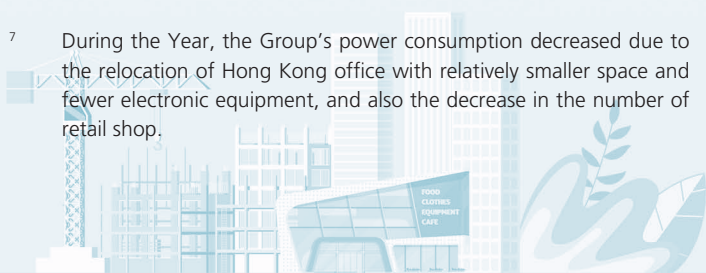 7 During the Year, the Group's power consumption decreased due to
the relocation of Hong Kong office with relatively smaller space and
fewer electronic equipment, and also the decrease in the number of
retail shop.
FOOD
CLOTHES
EQUIPMENT
CAFE